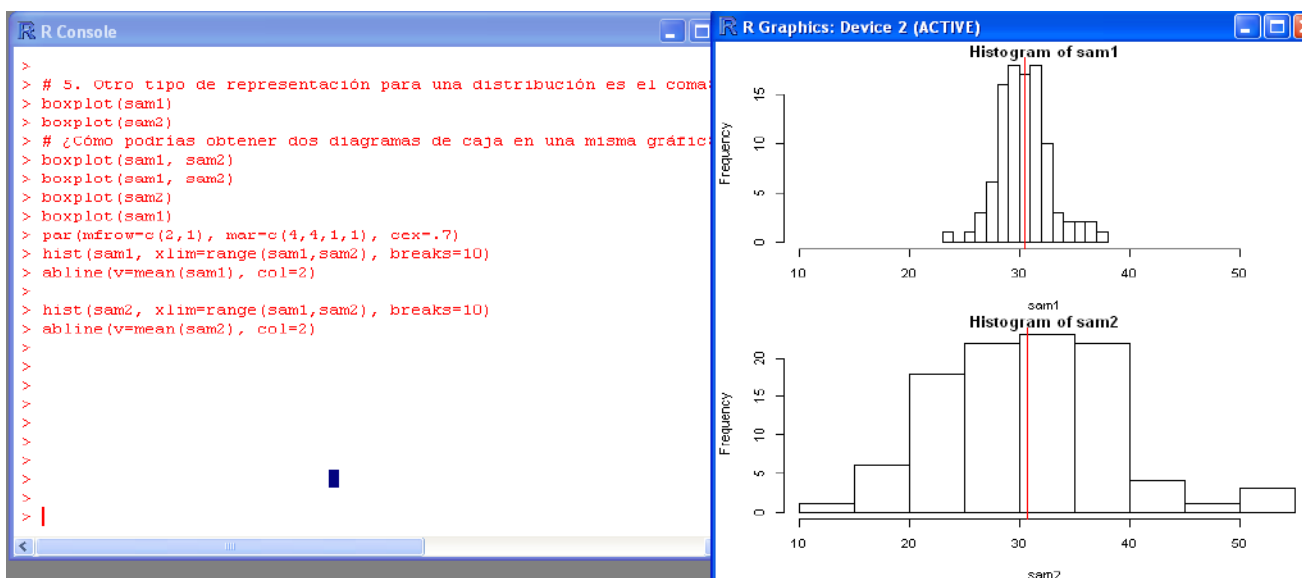 R Console
>
> # 5. Otro tipo de representación para una distribución es el coma
> boxplot(sam1)
> boxplot(sam2)
> # ¿Cómo podrías obtener dos diagramas de caja en una misma gráfic
> boxplot(sam1, sam2)
> boxplot(sam1, sam2)
> boxplot(sam2)
> boxplot(sam1)
> par(mfrow=c(2,1), mar=c(4,4,1,1), cex=.7)
> hist(sam1, xlim=range(sam1,sam2), breaks=10)
> abline(v=mean(sam1), col=2)
>
> hist(sam2, xlim=range(sam1,sam2), breaks=10)
> abline(v=mean(sam2), col=2)
>
>
>
>
>
>
>
>
>
>
R Graphics: Device 2 (ACTIVE)
Histogram of sam1
Frequency
15
10
5
0
10 20 30 40 50
sam1
Histogram of sam2
Frequency
20
15
10
5
0
10 20 30 40 50
sam2